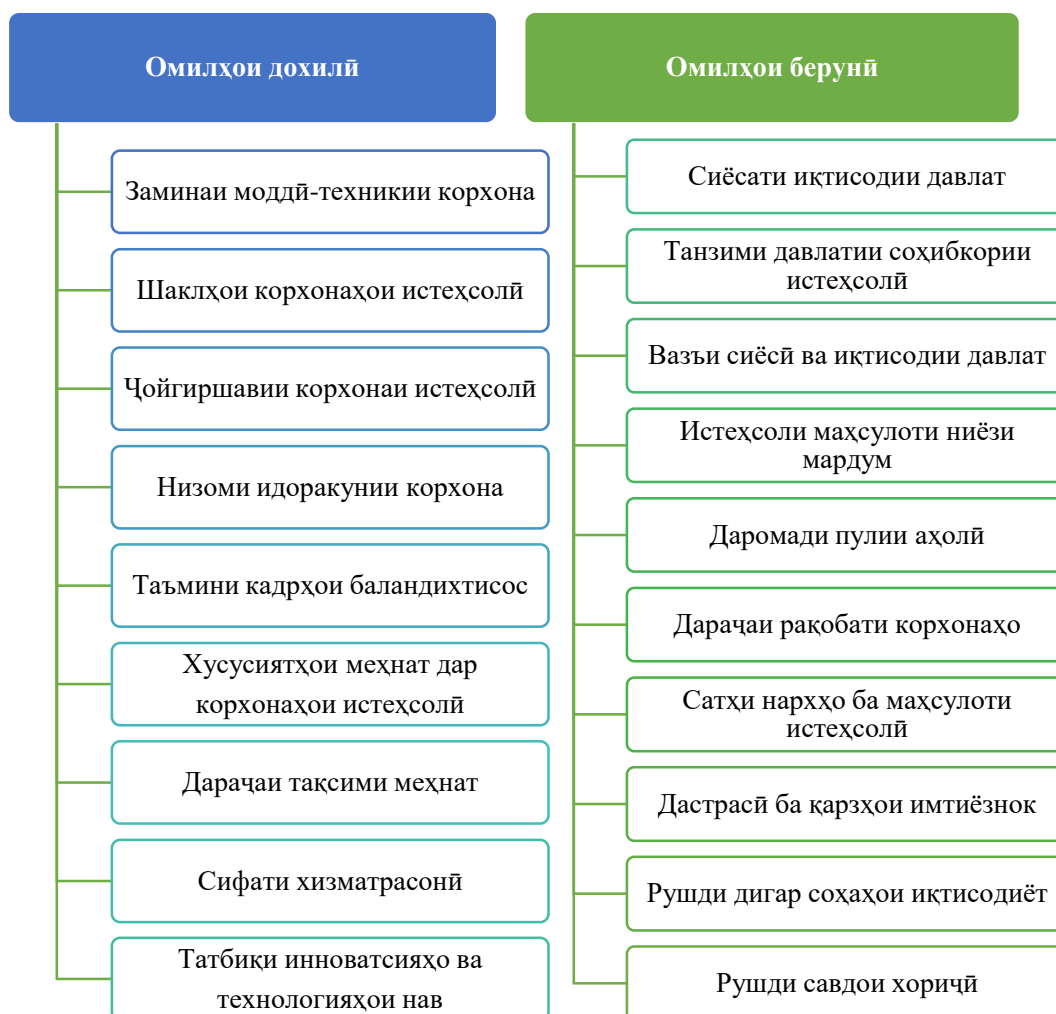 Омилҳои дохилӣ
Заминаи моддӣ-техникии корхона
Шаклҳои корхонаҳои истеҳсолӣ
Ҷойгиршавии корхонаи истеҳсолӣ
Низоми идоракунии корхона
Таъмини кадрҳои баландихтисос
Хусусиятҳои меҳнат дар
корхонаҳои истеҳсолӣ
Дараҷаи тақсими меҳнат
Сифати хизматрасонӣ
Татбиқи инноватсияҳо ва
технологияҳои нав
Омилҳои берунӣ
Сиёсати иқтисодии давлат
Танзими давлатии соҳибкории
истеҳсолӣ
Вазъи сиёсӣ ва иқтисодии давлат
Истеҳсоли маҳсулоти ниёзи
мардум
Даромади пулии аҳолӣ
Дараҷаи рақобати корхонаҳо
Сатҳи нархҳо ба маҳсулоти
истеҳсолӣ
Дастрасӣ ба қарзҳои имтиёзнок
Рушди дигар соҳаҳои иқтисодиёт
Рушди савдои хориҷӣ